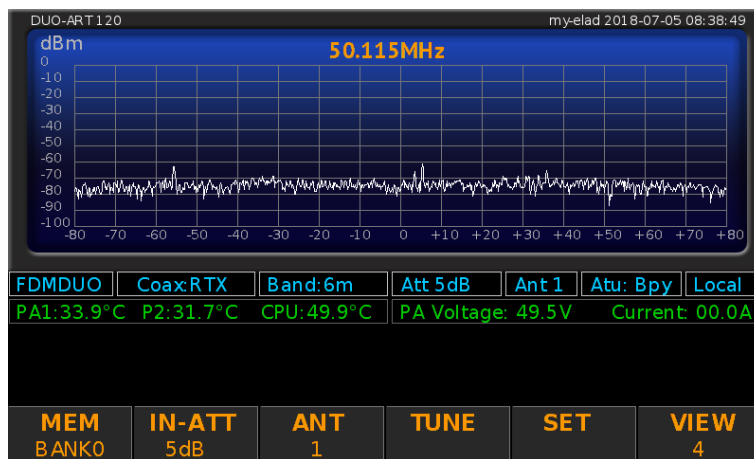 DUO-ART120 my-elad 2018-07-05 08:38:49
dBm
50.115MHz
0
-10
-20
-30
-40
-50
-60
-70
-80
-90
-100
-80 -70 -60 -50 -40 -30 -20 -10 0 +10 +20 +30 +40 +50 +60 +70 +80
FDMDUO Coax:RTX Band:6m Att 5dB Ant 1 Atu: Bpy Local
PA1:33.9°C P2:31.7°C CPU:49.9°C PA Voltage: 49.5V Current: 00.0A
MEM IN-ATT ANT TUNE SET VIEW
BANK0 5dB 1 4